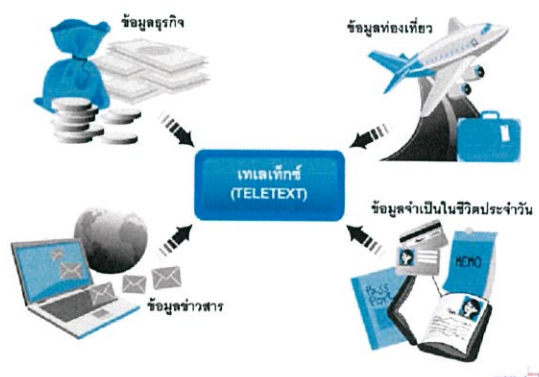 ข้อมูลธุรกิจ
ข้อมูลท่องเที่ยว
เทเลเท็กซ์
(TELETEXT)
ข้อมูลข่าวสาร
ข้อมูลจำเป็นในชีวิตประจำวัน
MEMO
PASS
PORT